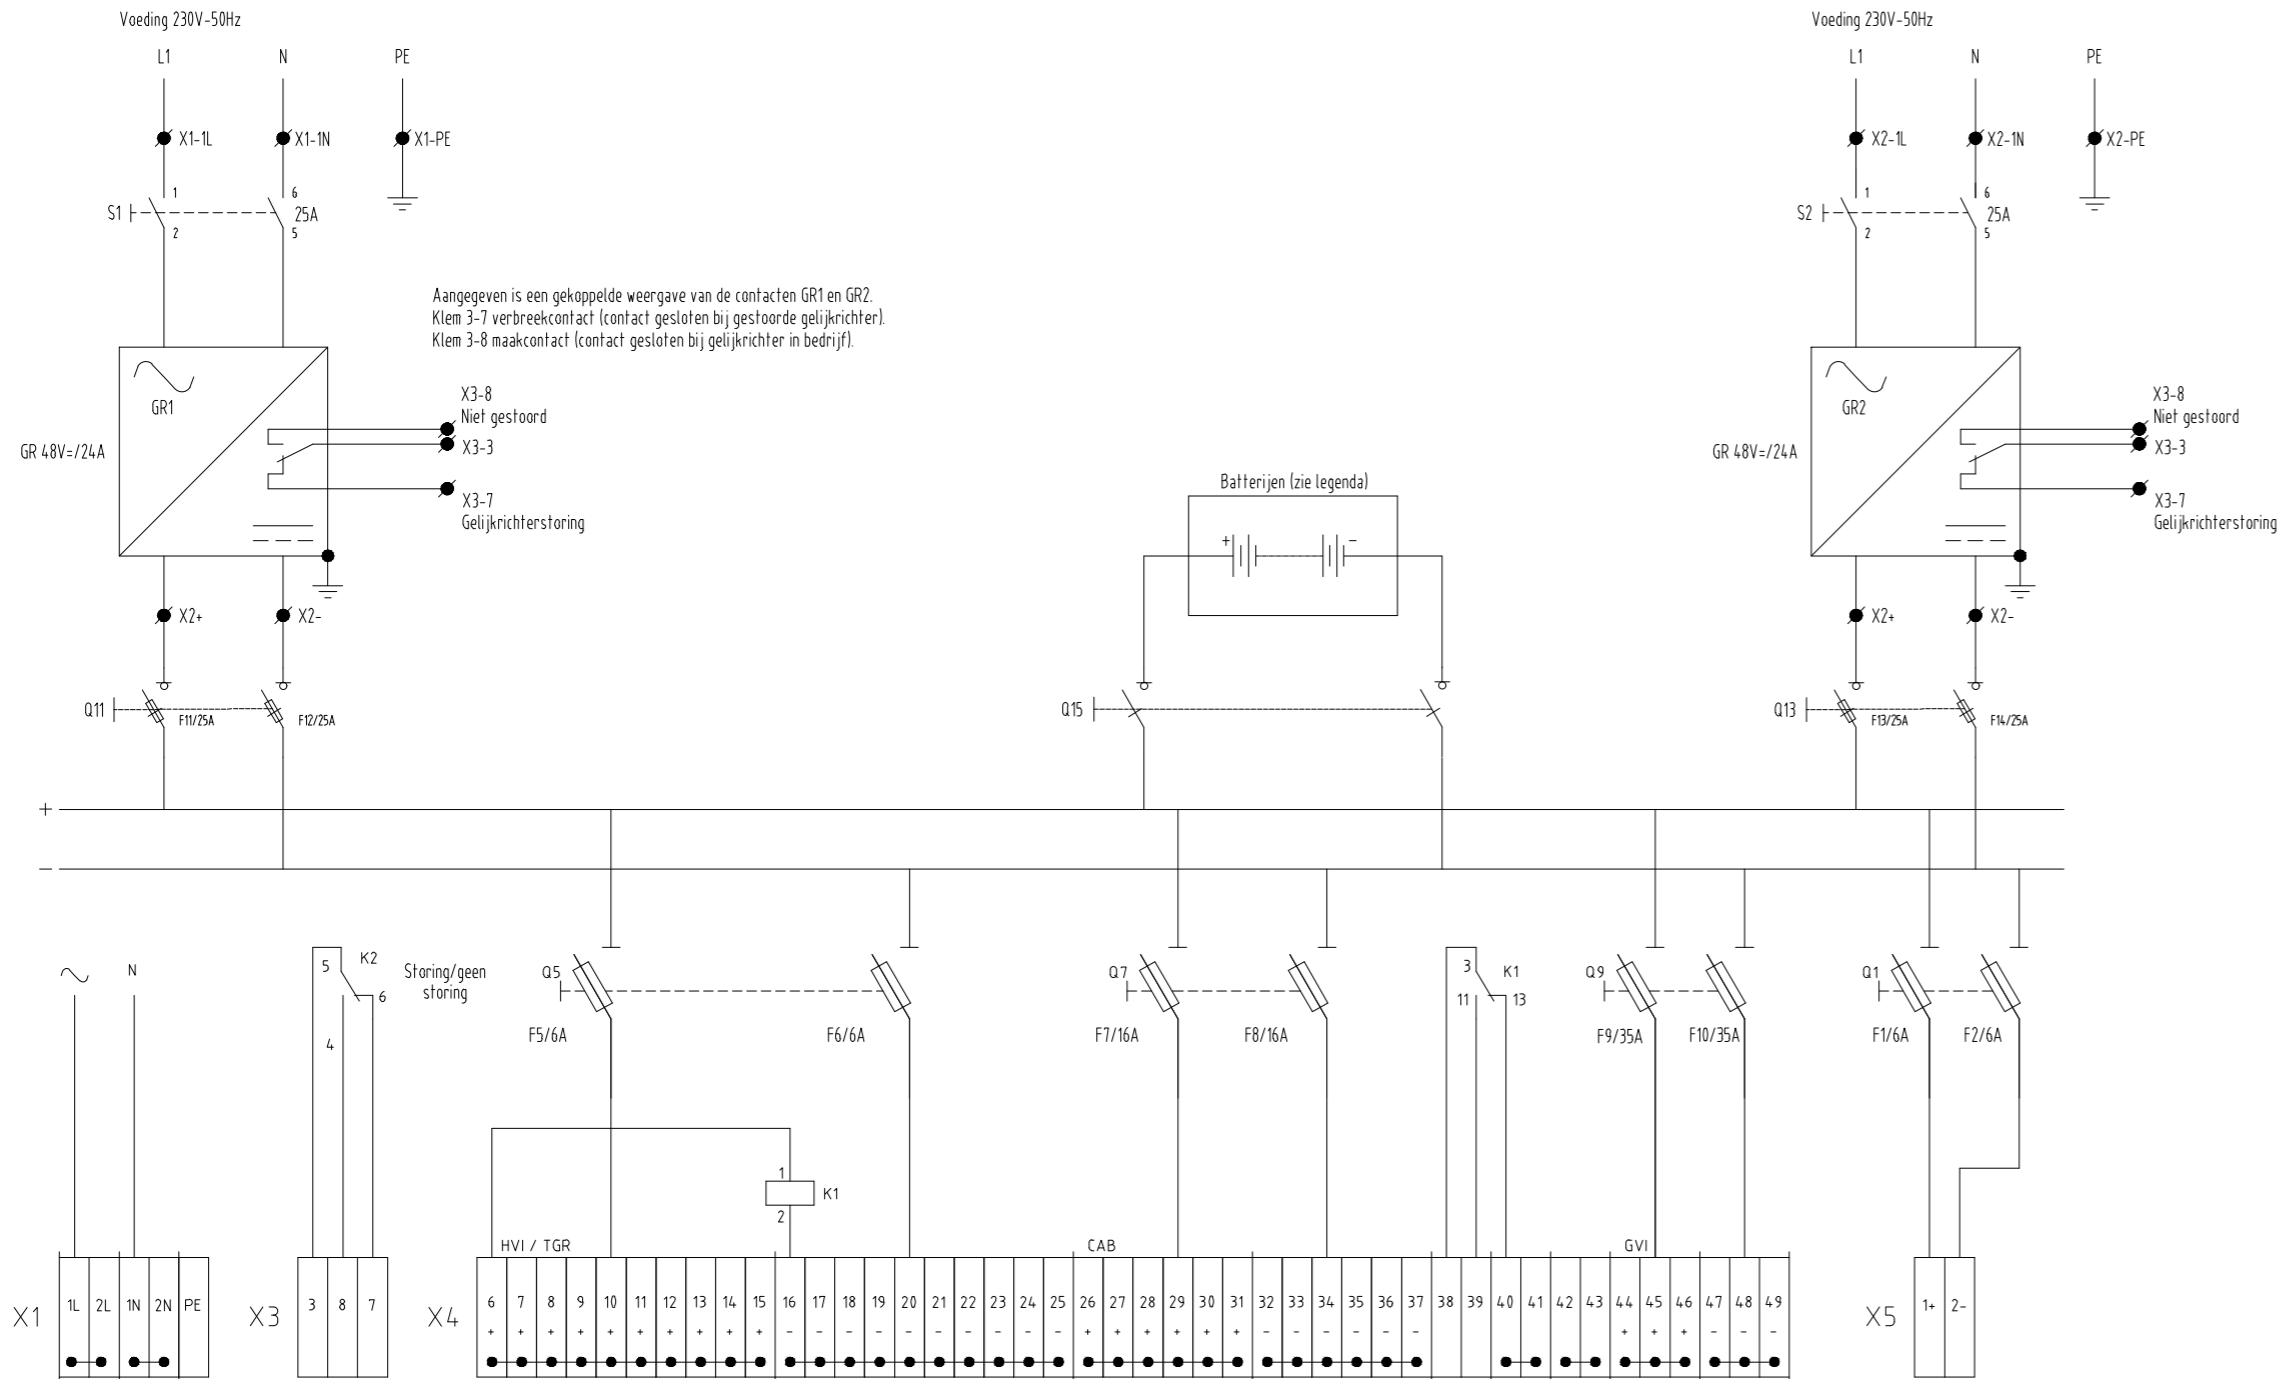 Voeding 230V-50Hz
L1 N PE
X1-1L X1-1N X1-PE
1 6
S1 25A
2 5
Voeding 230V-50Hz
L1 N PE
X2-1L X2-1N X2-PE
1 6
S2 25A
2 5
Aangegeven is een gekoppelde weergave van de contacten GR1 en GR2.
Klem 3-7 verbreekcontact (contact gesloten bij gestoorde gelijkrichter).
Klem 3-8 maakcontact (contact gesloten bij gelijkrichter in bedrijf).
GR1
GR 48V=/24A
X3-8
Niet gestoord
X3-3
X3-7
Gelijkrichterstoring
X2+ X2-
Q11 F11/25A F12/25A
Batterijen (zie legenda)
+ -
Q15
GR2
GR 48V=/24A
X3-8
Niet gestoord
X3-3
X3-7
Gelijkrichterstoring
X2+ X2-
Q13 F13/25A F14/25A
+
-
N
5 K2
6
4
Storing/geen
storing
Q5
F5/6A F6/6A
Q7
F7/16A F8/16A
3 K1
11 13
Q9
F9/35A F10/35A
Q1
F1/6A F2/6A
1
K1
2
HVI / TGR CAB GVI
X1 1L 2L 1N 2N PE
X3 3 8 7
X4 6 7 8 9 10 11 12 13 14 15 16 17 18 19 20 21 22 23 24 25 26 27 28 29 30 31 32 33 34 35 36 37 38 39 40 41 42 43 44 45 46 47 48 49
+ + + + + + + + + + - - - - - - - - - - + + + + + + - - - - - - + + + - - -
X5 1+ 2-